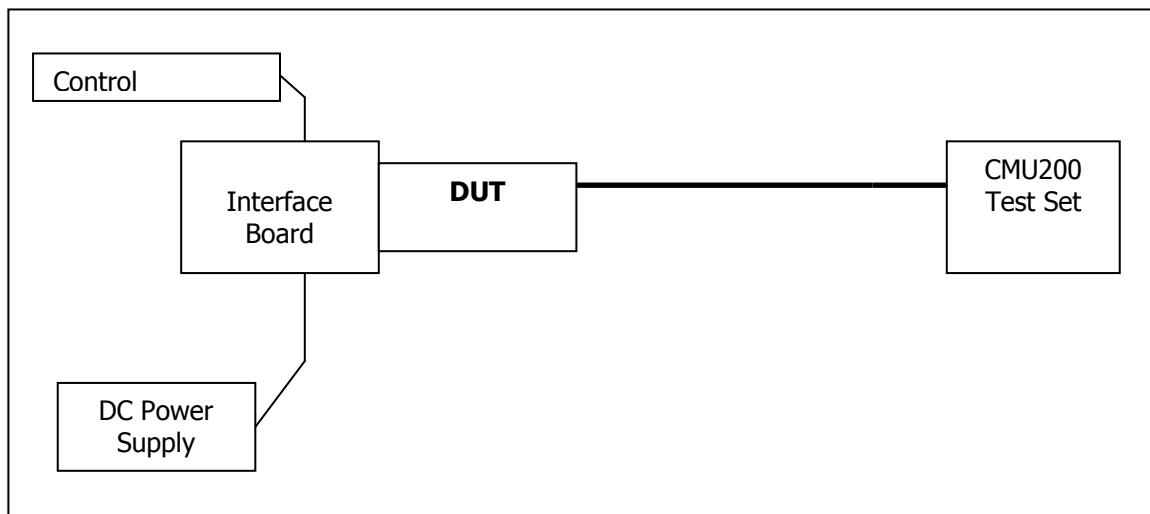 Control
Interface
Board
DUT
CMU200
Test Set
DC Power
Supply